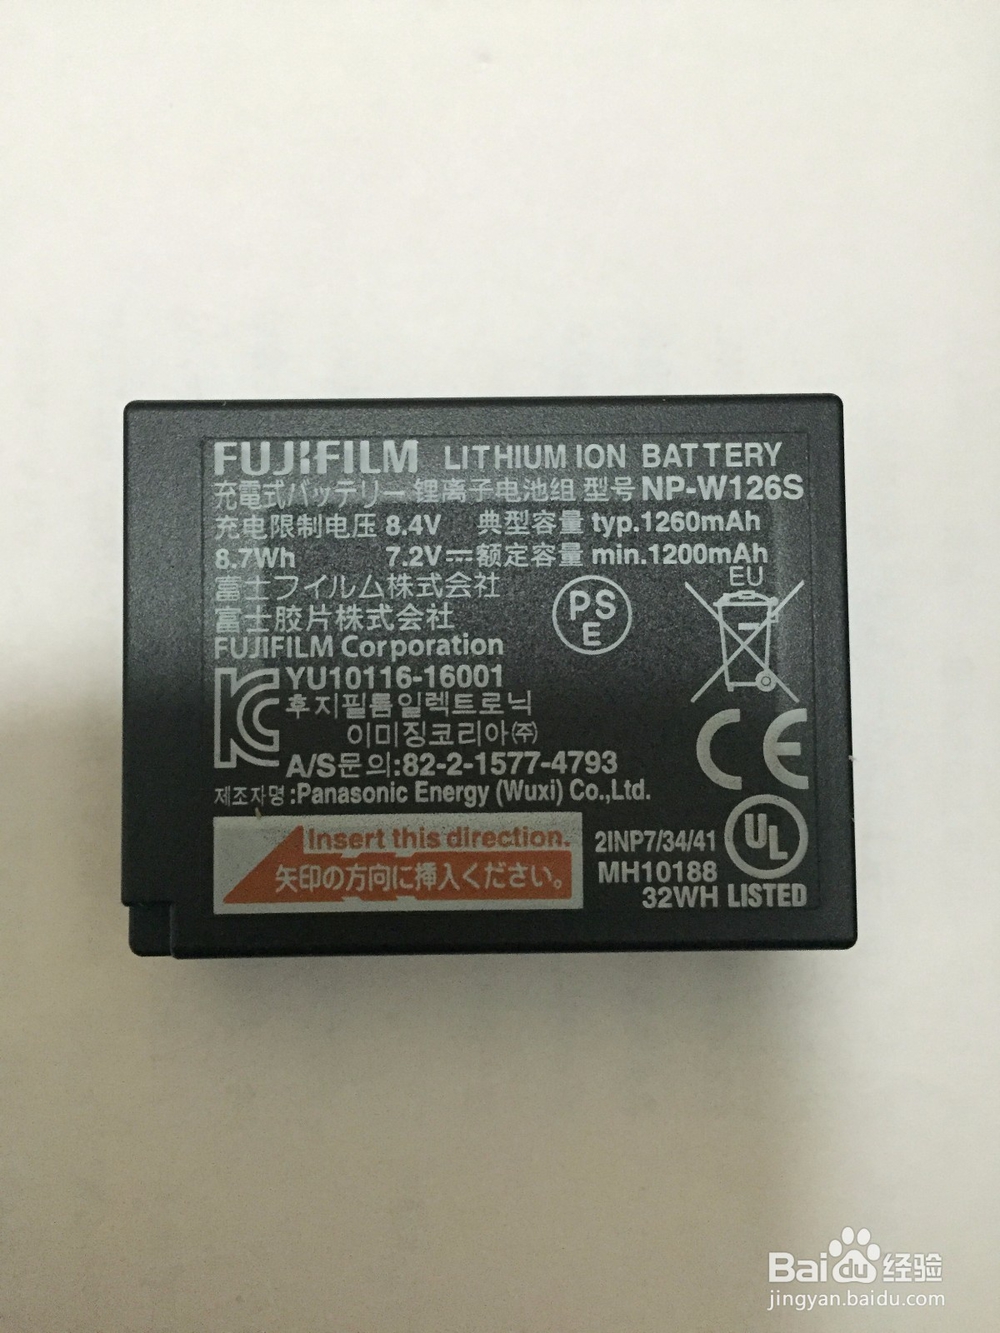 FUJIFILM LITHIUM ION BATTERY
充電式バッテリー 锂离子电池组 型号 NP-W126S
充电限制电压 8.4V 典型容量 typ.1260mAh
8.7Wh 7.2V⎓额定容量 min.1200mAh
富士フイルム株式会社
富士胶片株式会社
FUJIFILM Corporation
PS
E
EU
YU10116-16001
후지필름일렉트로닉
이미징코리아㈜
A/S문의:82-2-1577-4793
제조자명:Panasonic Energy (Wuxi) Co.,Ltd.
CE
Insert this direction.
矢印の方向に挿入ください。
2INP7/34/41
MH10188
32WH LISTED
UL
Baidu 经验
jingyan.baidu.com